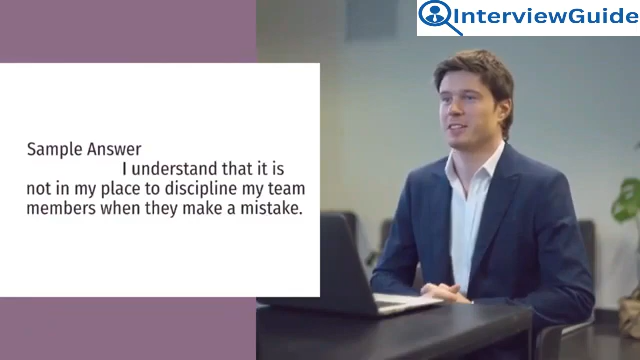 InterviewGuide
Sample Answer
I understand that it is
not in my place to discipline my team
members when they make a mistake.